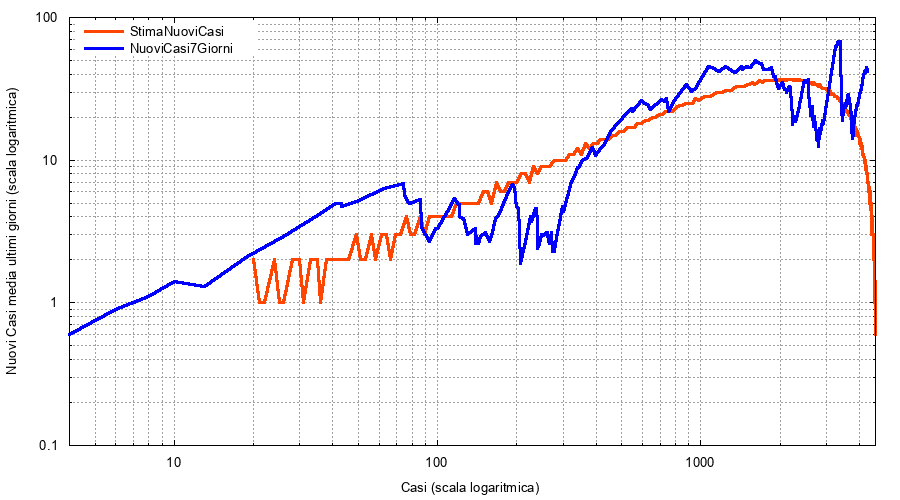 100
StimaNuoviCasi
NuoviCasi7Giorni
Nuovi Casi media ultimi giorni (scala logaritmica)
10
1
0.1
10
100
1000
Casi (scala logaritmica)